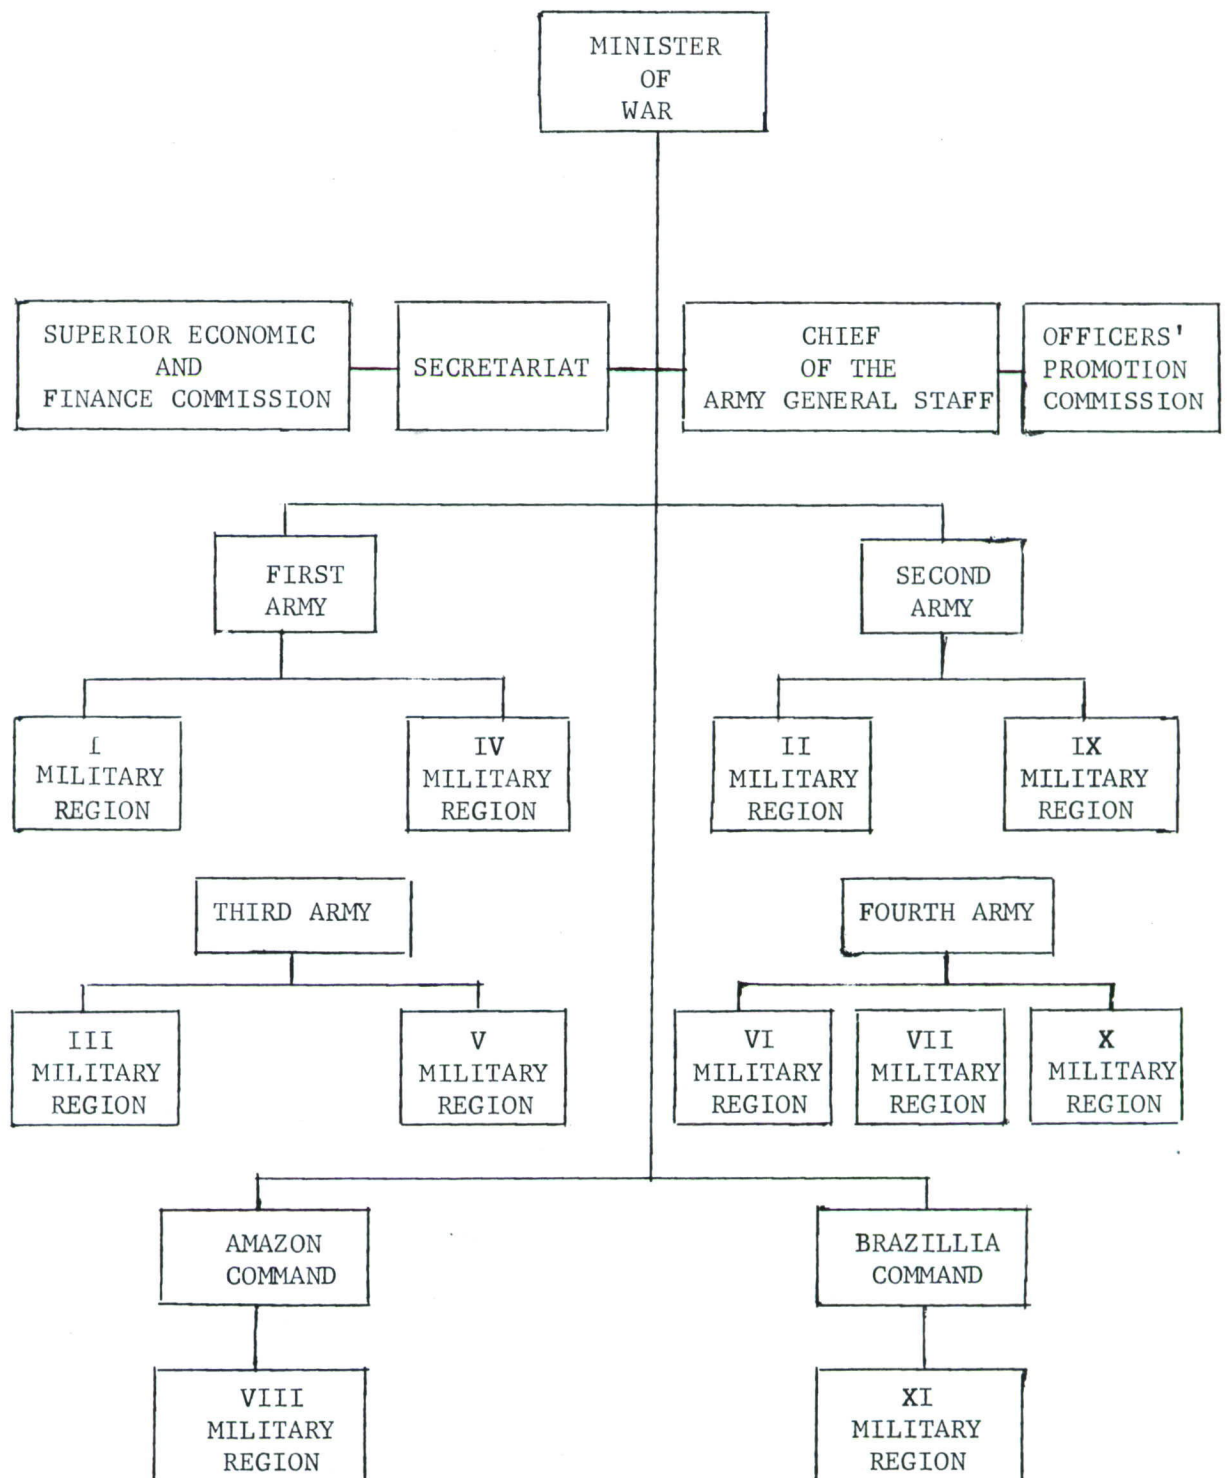 MINISTER
OF
WAR
SUPERIOR ECONOMIC
AND
FINANCE COMMISSION
SECRETARIAT
CHIEF
OF THE
ARMY GENERAL STAFF
OFFICERS'
PROMOTION
COMMISSION
FIRST
ARMY
SECOND
ARMY
I
MILITARY
REGION
IV
MILITARY
REGION
II
MILITARY
REGION
IX
MILITARY
REGION
THIRD ARMY
FOURTH ARMY
III
MILITARY
REGION
V
MILITARY
REGION
VI
MILITARY
REGION
VII
MILITARY
REGION
X
MILITARY
REGION
AMAZON
COMMAND
BRAZILLIA
COMMAND
VIII
MILITARY
REGION
XI
MILITARY
REGION